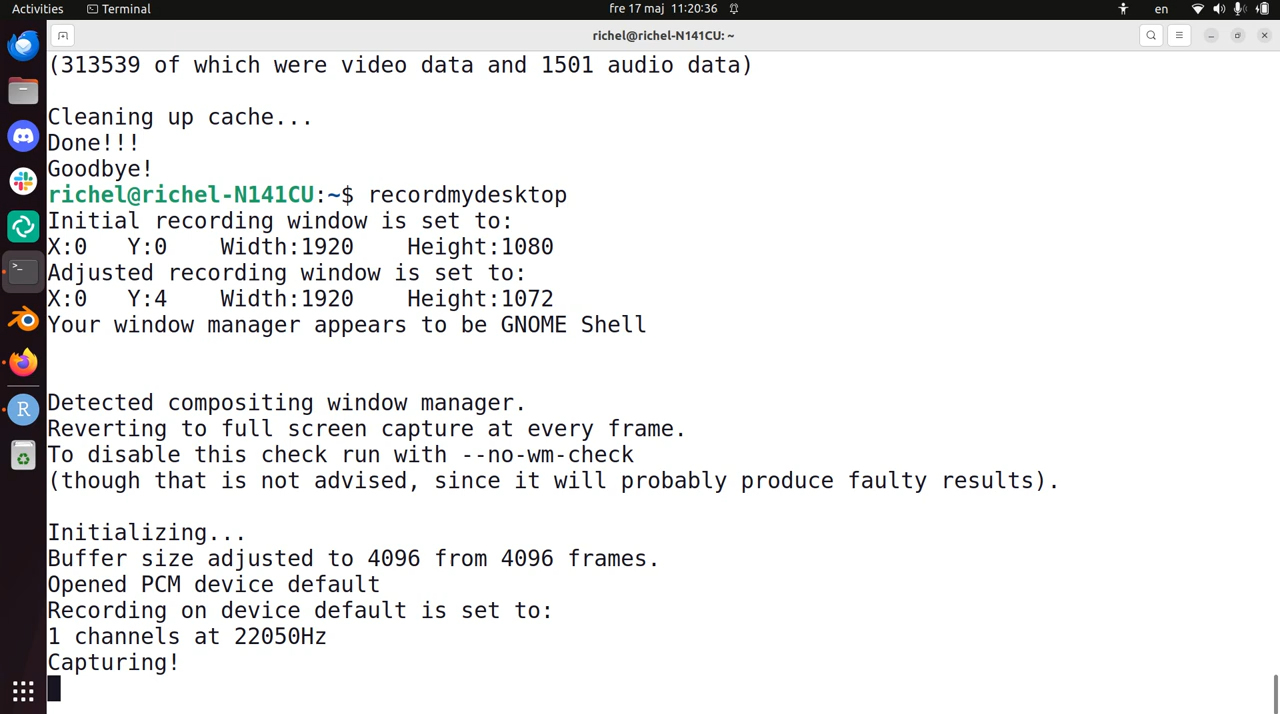 Activities Terminal fre 17 maj 11:20:36 en
richel@richel-N141CU: ~
(313539 of which were video data and 1501 audio data)
Cleaning up cache...
Done!!!
Goodbye!
richel@richel-N141CU:~$ recordmydesktop
Initial recording window is set to:
X:0   Y:0    Width:1920    Height:1080
Adjusted recording window is set to:
X:0   Y:4    Width:1920    Height:1072
Your window manager appears to be GNOME Shell
Detected compositing window manager.
Reverting to full screen capture at every frame.
To disable this check run with --no-wm-check
(though that is not advised, since it will probably produce faulty results).
Initializing...
Buffer size adjusted to 4096 from 4096 frames.
Opened PCM device default
Recording on device default is set to:
1 channels at 22050Hz
Capturing!
R